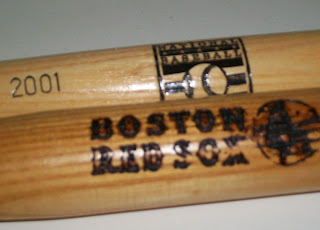 2001
NATIONAL
BASEBALL
BOSTON
RED SOX